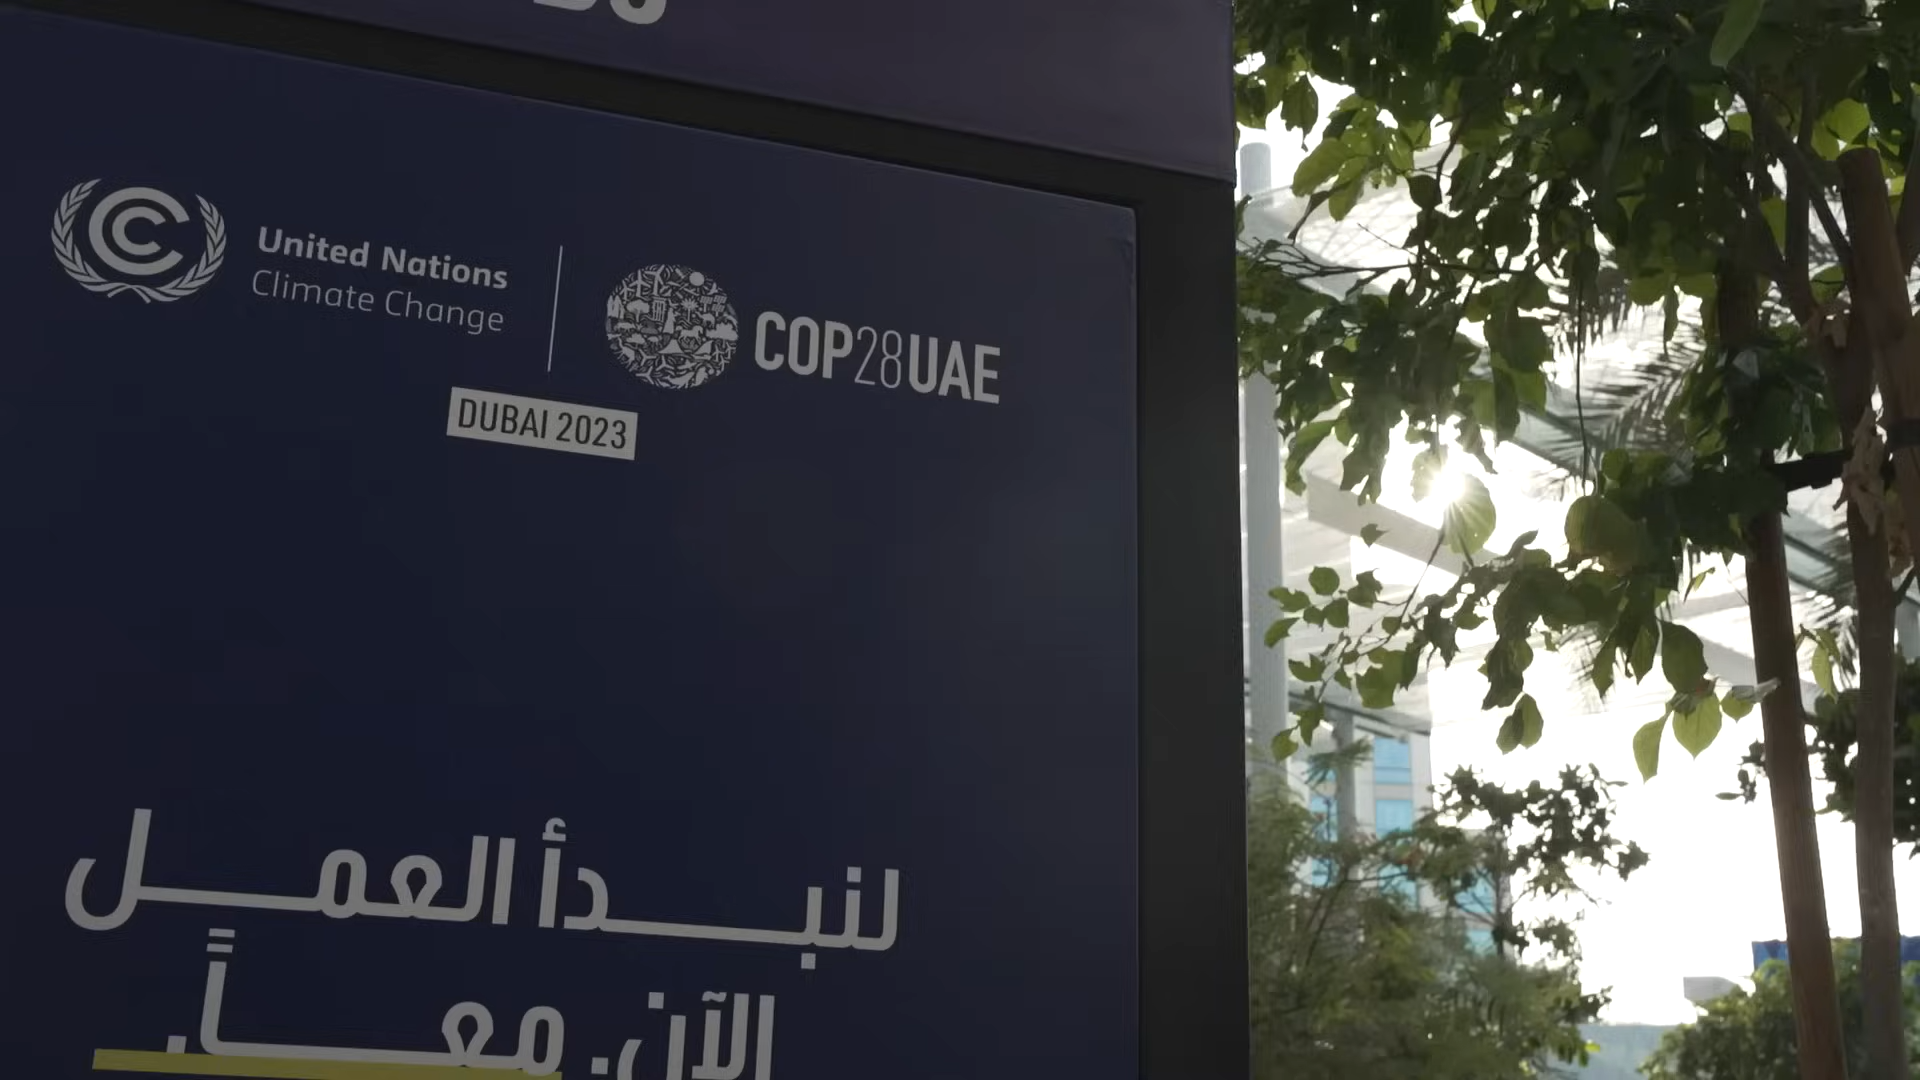 United Nations
Climate Change
COP28UAE
DUBAI 2023
لنبدأ العمل
الآن. معاً.